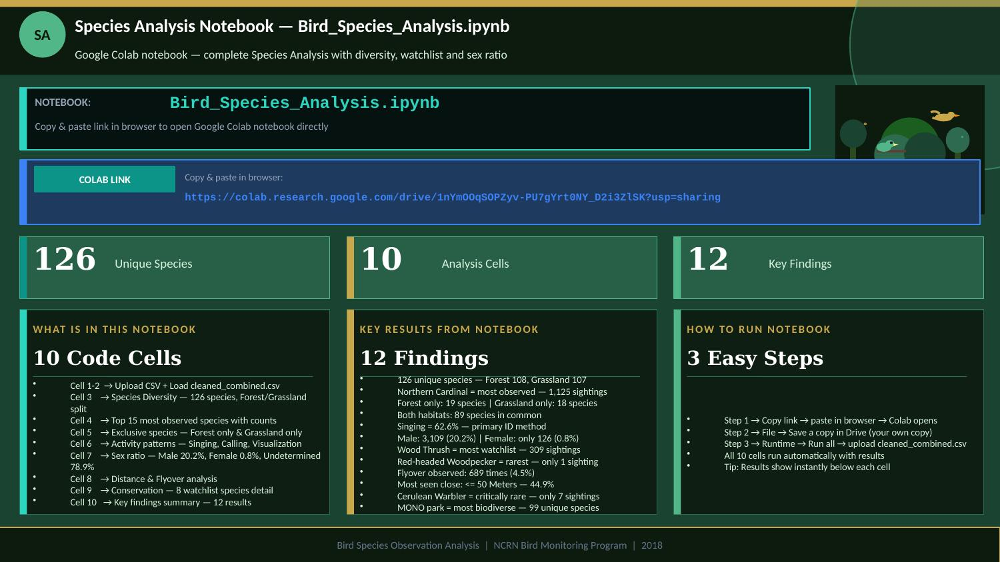 SA
Species Analysis Notebook — Bird_Species_Analysis.ipynb
Google Colab notebook — complete Species Analysis with diversity, watchlist and sex ratio
NOTEBOOK: Bird_Species_Analysis.ipynb
Copy & paste link in browser to open Google Colab notebook directly
COLAB LINK
Copy & paste in browser:
https://colab.research.google.com/drive/1nYmOOqSOPZyv-PU7gYrt0NY_D2i3ZlSK?usp=sharing
126 Unique Species
10 Analysis Cells
12 Key Findings
WHAT IS IN THIS NOTEBOOK
10 Code Cells
• Cell 1-2 → Upload CSV + Load cleaned_combined.csv
• Cell 3 → Species Diversity — 126 species, Forest/Grassland
split
• Cell 4 → Top 15 most observed species with counts
• Cell 5 → Exclusive species — Forest only & Grassland only
• Cell 6 → Activity patterns — Singing, Calling, Visualization
• Cell 7 → Sex ratio — Male 20.2%, Female 0.8%, Undetermined
78.9%
• Cell 8 → Distance & Flyover analysis
• Cell 9 → Conservation — 8 watchlist species detail
• Cell 10 → Key findings summary — 12 results
KEY RESULTS FROM NOTEBOOK
12 Findings
• 126 unique species — Forest 108, Grassland 107
• Northern Cardinal = most observed — 1,125 sightings
• Forest only: 19 species | Grassland only: 18 species
• Both habitats: 89 species in common
• Singing = 62.6% — primary ID method
• Male: 3,109 (20.2%) | Female: only 126 (0.8%)
• Wood Thrush = most watchlist — 309 sightings
• Red-headed Woodpecker = rarest — only 1 sighting
• Flyover observed: 689 times (4.5%)
• Most seen close: <= 50 Meters — 44.9%
• Cerulean Warbler = critically rare — only 7 sightings
• MONO park = most biodiverse — 99 unique species
HOW TO RUN NOTEBOOK
3 Easy Steps
• Step 1 → Copy link → paste in browser → Colab opens
• Step 2 → File → Save a copy in Drive (your own copy)
• Step 3 → Runtime → Run all → upload cleaned_combined.csv
• All 10 cells run automatically with results
• Tip: Results show instantly below each cell
Bird Species Observation Analysis | NCRN Bird Monitoring Program | 2018